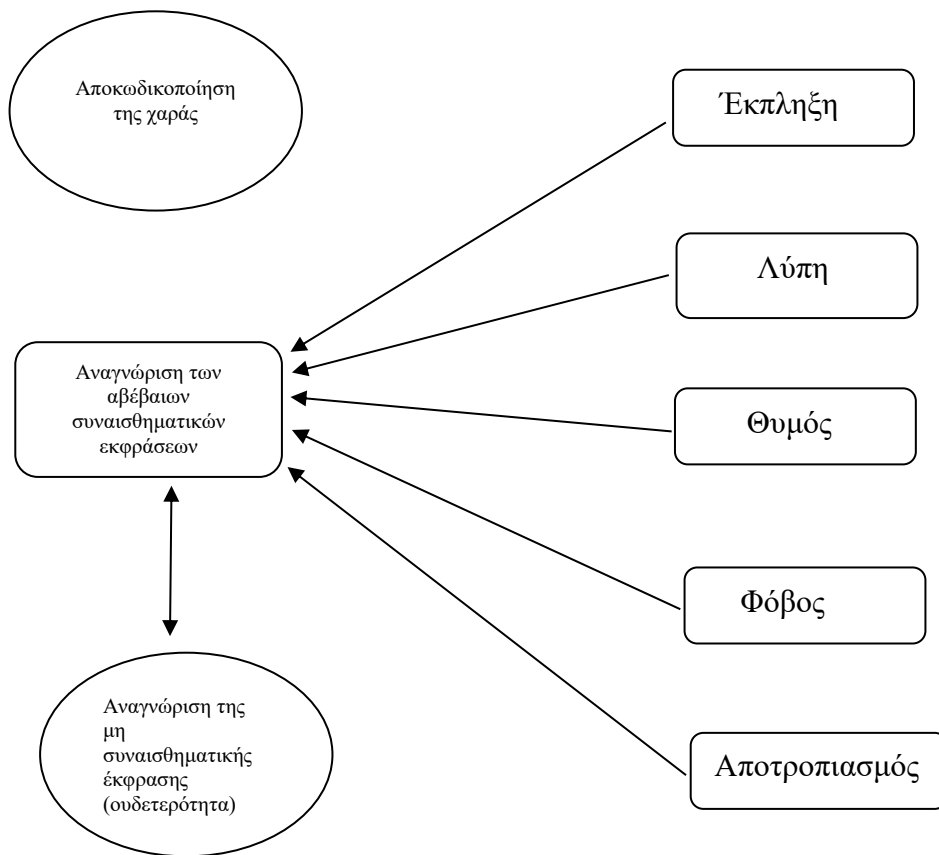 Αποκωδικοποίηση
της χαράς
Έκπληξη
Λύπη
Αναγνώριση των
αβέβαιων
συναισθηματικών
εκφράσεων
Θυμός
Φόβος
Αναγνώριση της
μη
συναισθηματικής
έκφρασης
(ουδετερότητα)
Αποτροπιασμός